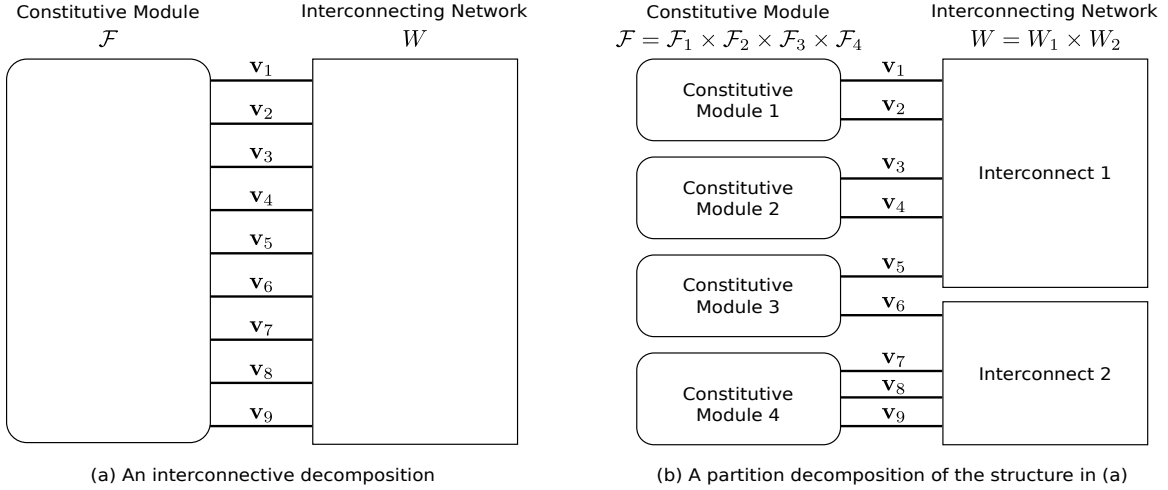 Constitutive Module
ℱ
Interconnecting Network
W
v₁
v₂
v₃
v₄
v₅
v₆
v₇
v₈
v₉
(a) An interconnective decomposition
Constitutive Module
ℱ = ℱ₁ × ℱ₂ × ℱ₃ × ℱ₄
Interconnecting Network
W = W₁ × W₂
Constitutive
Module 1
Constitutive
Module 2
Constitutive
Module 3
Constitutive
Module 4
v₁
v₂
v₃
v₄
v₅
v₆
v₇
v₈
v₉
Interconnect 1
Interconnect 2
(b) A partition decomposition of the structure in (a)